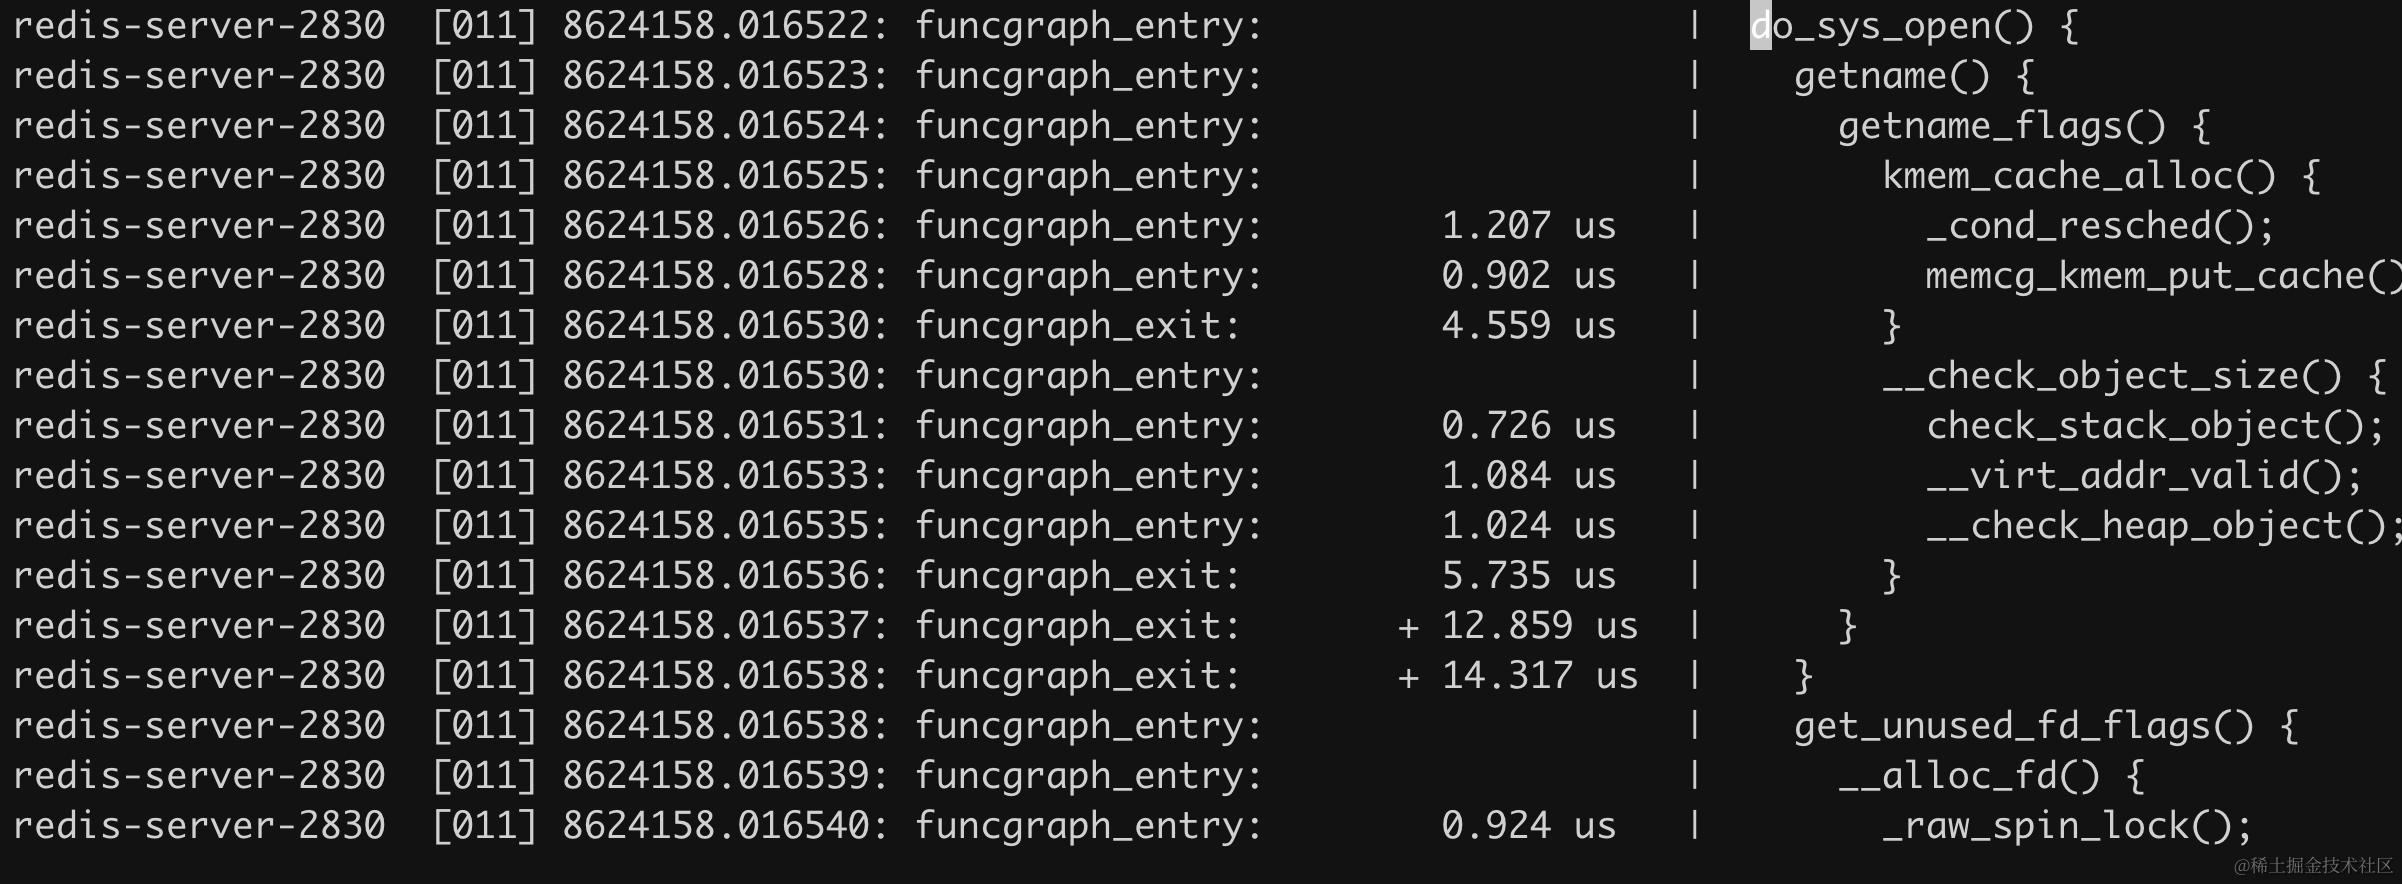 redis-server-2830  [011] 8624158.016522: funcgraph_entry:                   |  do_sys_open() {
redis-server-2830  [011] 8624158.016523: funcgraph_entry:                   |    getname() {
redis-server-2830  [011] 8624158.016524: funcgraph_entry:                   |      getname_flags() {
redis-server-2830  [011] 8624158.016525: funcgraph_entry:                   |        kmem_cache_alloc() {
redis-server-2830  [011] 8624158.016526: funcgraph_entry:        1.207 us   |          _cond_resched();
redis-server-2830  [011] 8624158.016528: funcgraph_entry:        0.902 us   |          memcg_kmem_put_cache()
redis-server-2830  [011] 8624158.016530: funcgraph_exit:         4.559 us   |        }
redis-server-2830  [011] 8624158.016530: funcgraph_entry:                   |        __check_object_size() {
redis-server-2830  [011] 8624158.016531: funcgraph_entry:        0.726 us   |          check_stack_object();
redis-server-2830  [011] 8624158.016533: funcgraph_entry:        1.084 us   |          __virt_addr_valid();
redis-server-2830  [011] 8624158.016535: funcgraph_entry:        1.024 us   |          __check_heap_object();
redis-server-2830  [011] 8624158.016536: funcgraph_exit:         5.735 us   |        }
redis-server-2830  [011] 8624158.016537: funcgraph_exit:       + 12.859 us  |      }
redis-server-2830  [011] 8624158.016538: funcgraph_exit:       + 14.317 us  |    }
redis-server-2830  [011] 8624158.016538: funcgraph_entry:                   |    get_unused_fd_flags() {
redis-server-2830  [011] 8624158.016539: funcgraph_entry:                   |      __alloc_fd() {
redis-server-2830  [011] 8624158.016540: funcgraph_entry:        0.924 us   |        _raw_spin_lock();
@稀土掘金技术社区